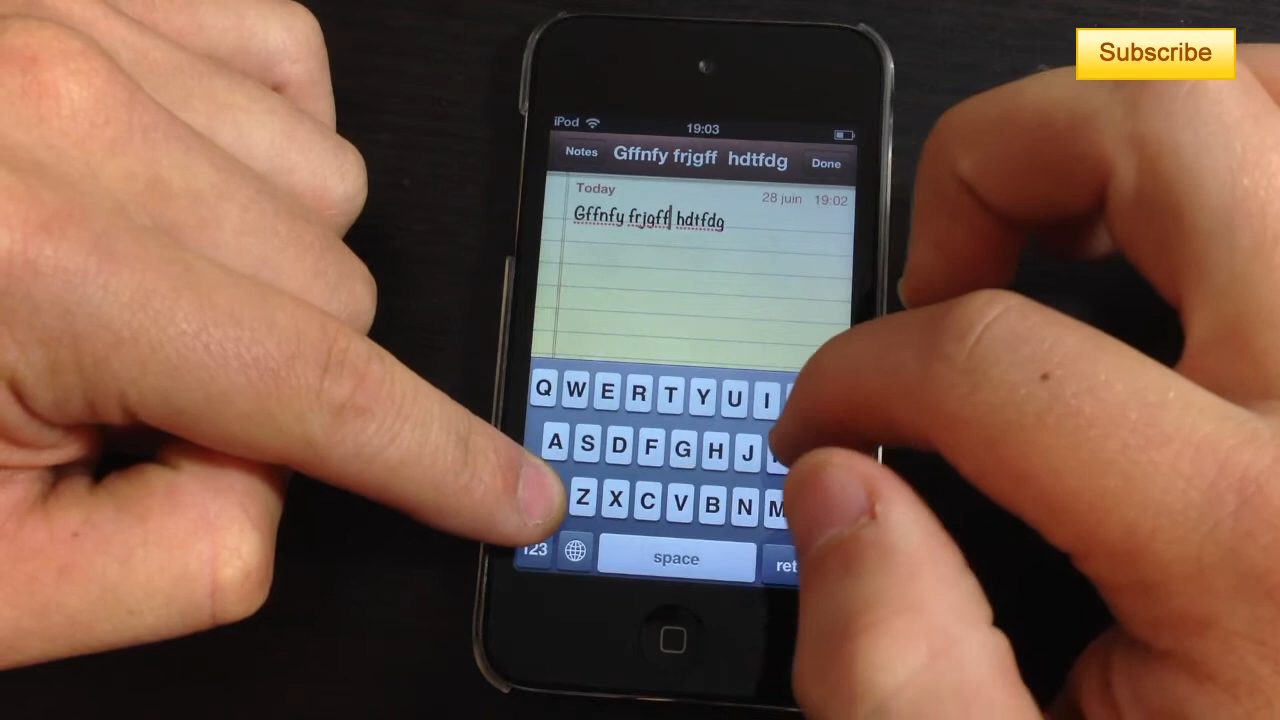 Subscribe
iPod 19:03
Notes Gffnfy frjgff hdtfdg Done
Today 28 juin 19:02
Gffnfy frjgff hdtfdg
Q W E R T Y U I
A S D F G H J
Z X C V B N M
123 space ret